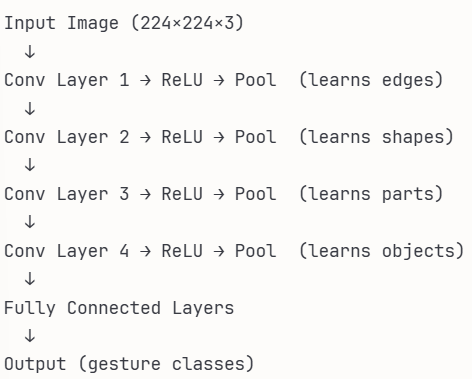 Input Image (224×224×3)
↓
Conv Layer 1 → ReLU → Pool  (learns edges)
↓
Conv Layer 2 → ReLU → Pool  (learns shapes)
↓
Conv Layer 3 → ReLU → Pool  (learns parts)
↓
Conv Layer 4 → ReLU → Pool  (learns objects)
↓
Fully Connected Layers
↓
Output (gesture classes)